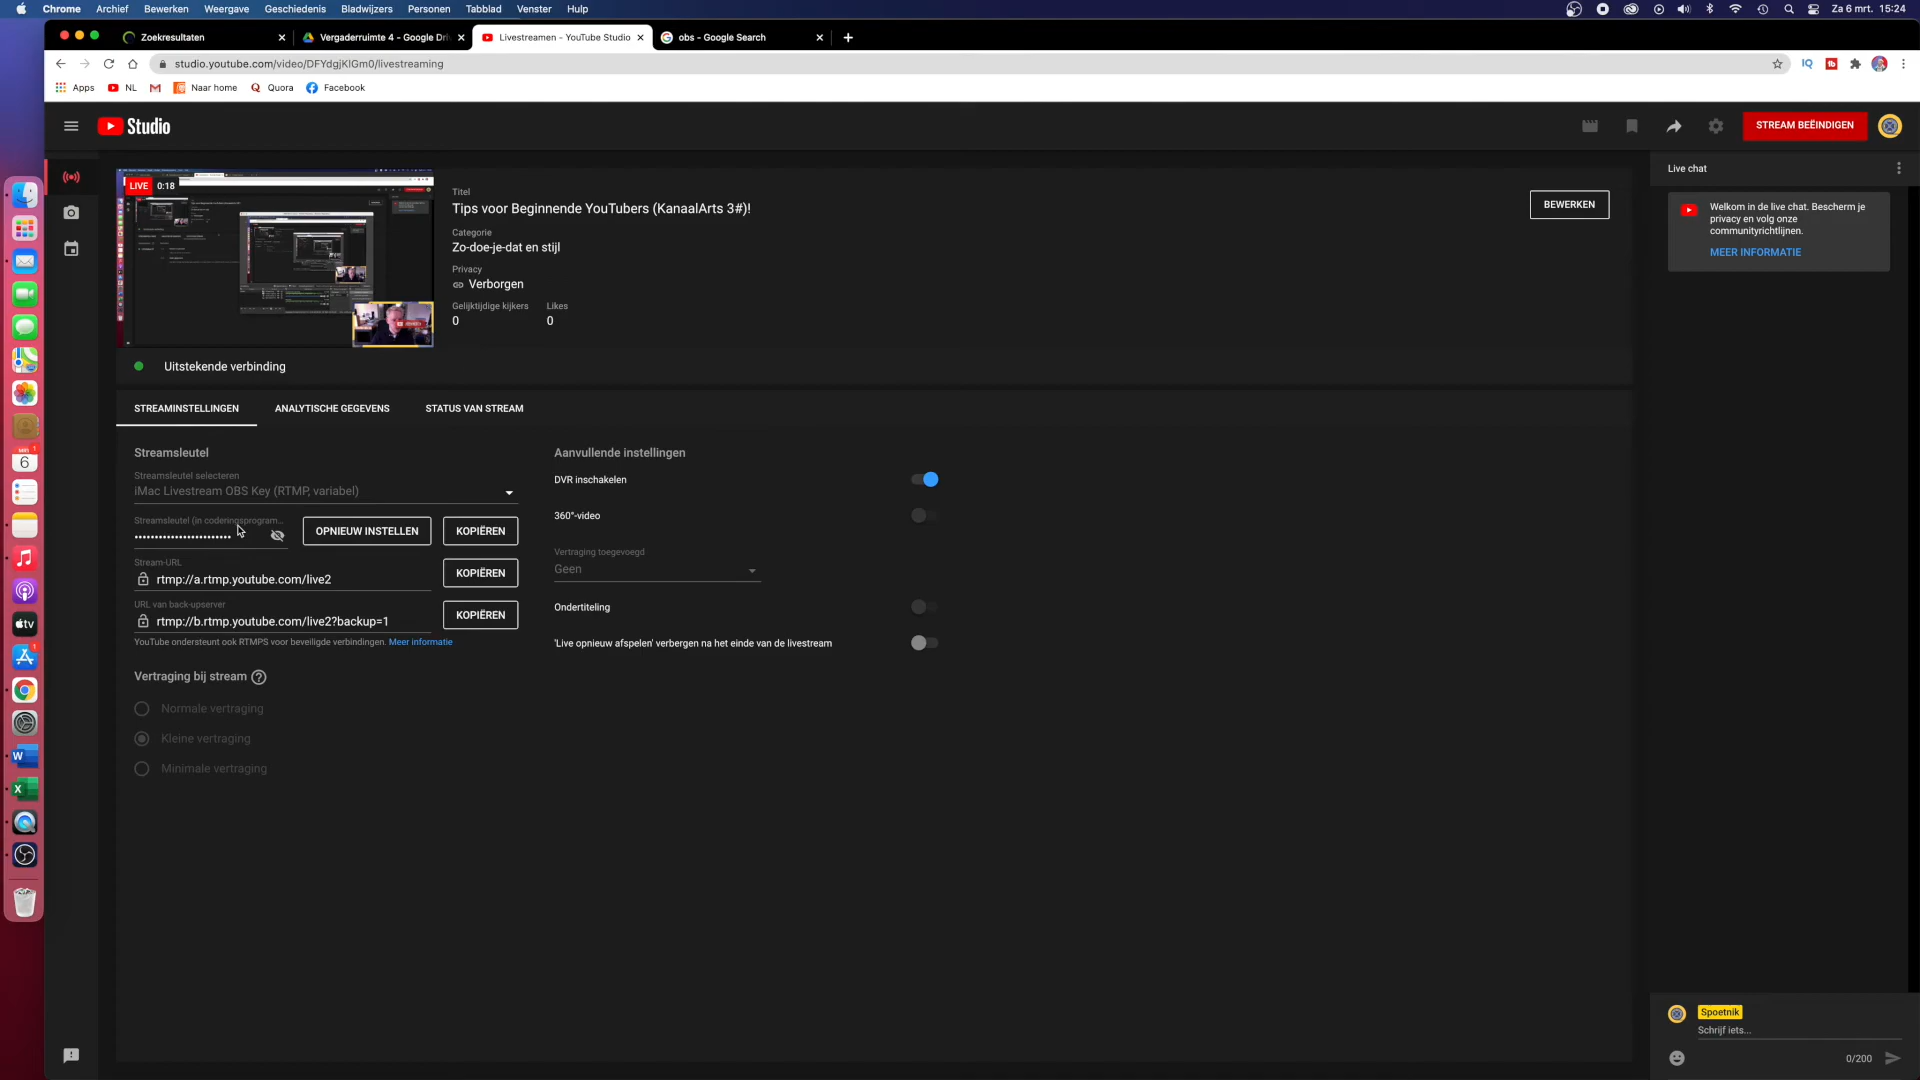 Chrome Archief Bewerken Weergave Geschiedenis Bladwijzers Personen Tabblad Venster Hulp Za 6 mrt. 15:24
Zoekresultaten
Vergaderruimte 4 - Google Dri
Livestreamen - YouTube Studio
obs - Google Search
studio.youtube.com/video/DFYdgjKlGm0/livestreaming
Apps NL Naar home Quora Facebook
Studio
STREAM BEËINDIGEN
LIVE 0:18
Titel
Tips voor Beginnende YouTubers (KanaalArts 3#)!
Categorie
Zo-doe-je-dat en stijl
Privacy
Verborgen
Gelijktijdige kijkers Likes
0 0
BEWERKEN
Uitstekende verbinding
STREAMINSTELLINGEN ANALYTISCHE GEGEVENS STATUS VAN STREAM
Streamsleutel
Streamsleutel selecteren
iMac Livestream OBS Key (RTMP, variabel)
Streamsleutel (in coderingsprogram...
••••••••••••••••••••••••
OPNIEUW INSTELLEN KOPIËREN
Stream-URL
rtmp://a.rtmp.youtube.com/live2
KOPIËREN
URL van back-upserver
rtmp://b.rtmp.youtube.com/live2?backup=1
KOPIËREN
YouTube ondersteunt ook RTMPS voor beveiligde verbindingen. Meer informatie
Vertraging bij stream
Normale vertraging
Kleine vertraging
Minimale vertraging
Aanvullende instellingen
DVR inschakelen
360°-video
Vertraging toegevoegd
Geen
Ondertiteling
'Live opnieuw afspelen' verbergen na het einde van de livestream
Live chat
Welkom in de live chat. Bescherm je
privacy en volg onze
communityrichtlijnen.
MEER INFORMATIE
Spoetnik
Schrijf iets...
0/200
6